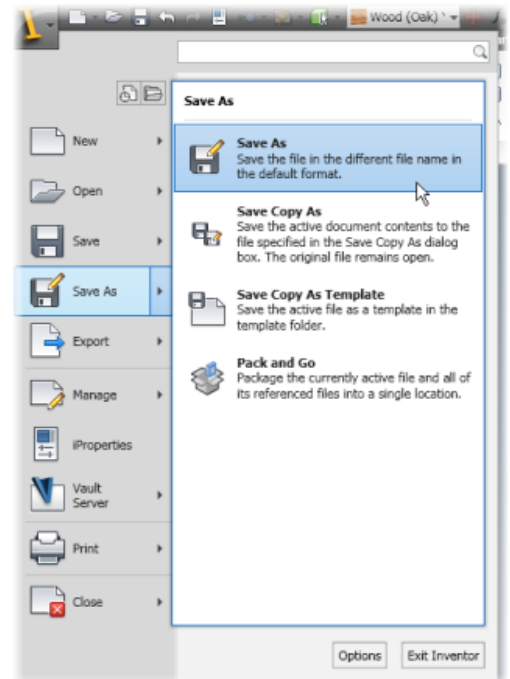 Wood (Oak)
Save As
New
Open
Save
Save As
Export
Manage
iProperties
Vault
Server
Print
Close
Save As
Save the file in the different file name in
the default format.
Save Copy As
Save the active document contents to the
file specified in the Save Copy As dialog
box. The original file remains open.
Save Copy As Template
Save the active file as a template in the
template folder.
Pack and Go
Package the currently active file and all of
its referenced files into a single location.
Options
Exit Inventor